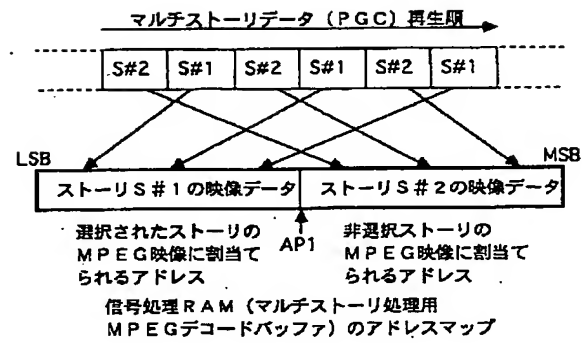 マルチストーリデータ（ＰＧＣ）再生順
S#2 S#1 S#2 S#1 S#2 S#1
LSB MSB
ストーリＳ＃１の映像データ ストーリＳ＃２の映像データ
選択されたストーリの
ＭＰＥＧ映像に割当て
られるアドレス
AP1
非選択ストーリの
ＭＰＥＧ映像に割当て
られるアドレス
信号処理ＲＡＭ（マルチストーリ処理用
ＭＰＥＧデコードバッファ）のアドレスマップ